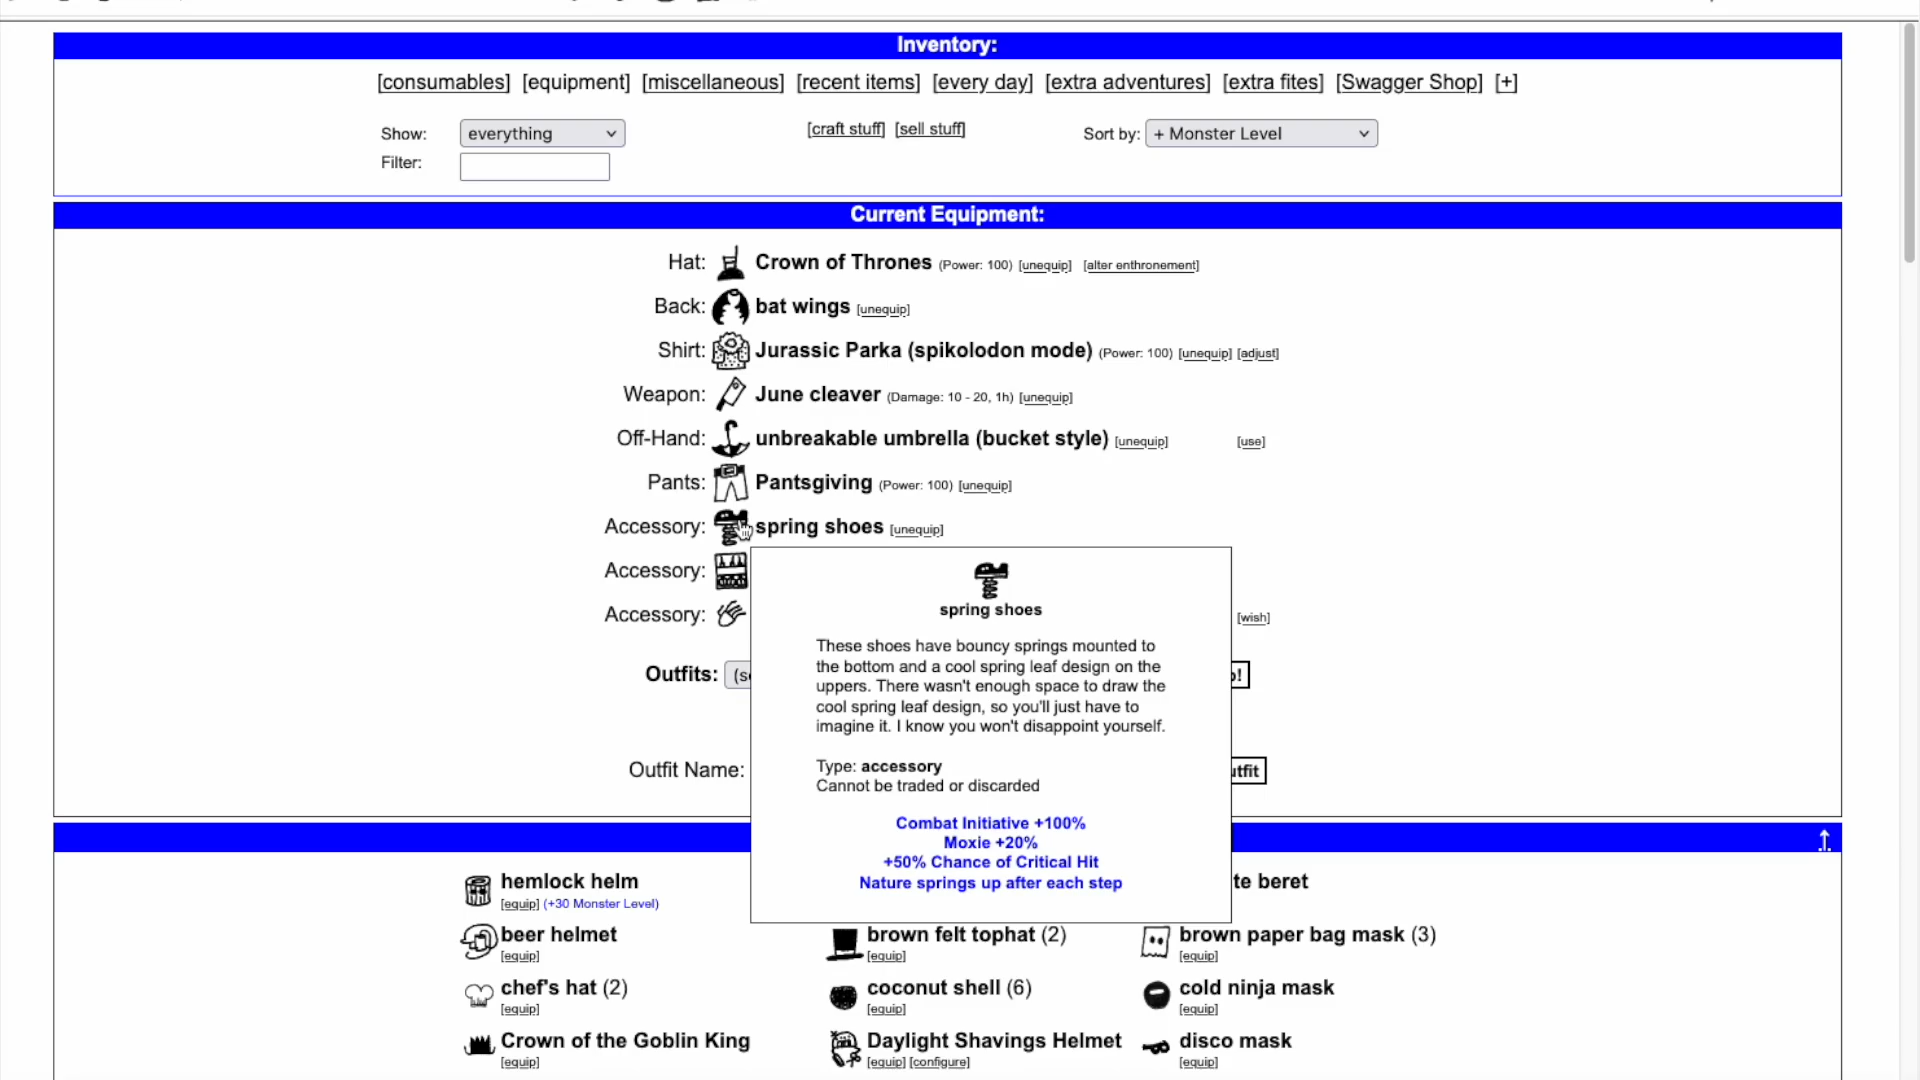 Inventory:
[consumables] [equipment] [miscellaneous] [recent items] [every day] [extra adventures] [extra fites] [Swagger Shop] [+]
Show: everything [craft stuff] [sell stuff] Sort by: + Monster Level
Filter:
Current Equipment:
Hat: Crown of Thrones (Power: 100) [unequip] [alter enthronement]
Back: bat wings [unequip]
Shirt: Jurassic Parka (spikolodon mode) (Power: 100) [unequip] [adjust]
Weapon: June cleaver (Damage: 10 - 20, 1h) [unequip]
Off-Hand: unbreakable umbrella (bucket style) [unequip] [use]
Pants: Pantsgiving (Power: 100) [unequip]
Accessory: spring shoes [unequip]
Accessory:
Accessory: [wish]
Outfits:
Outfit Name:
spring shoes
These shoes have bouncy springs mounted to
the bottom and a cool spring leaf design on the
uppers. There wasn't enough space to draw the
cool spring leaf design, so you'll just have to
imagine it. I know you won't disappoint yourself.
Type: accessory
Cannot be traded or discarded
Combat Initiative +100%
Moxie +20%
+50% Chance of Critical Hit
Nature springs up after each step
hemlock helm beret
[equip] (+30 Monster Level)
beer helmet brown felt tophat (2) brown paper bag mask (3)
[equip] [equip] [equip]
chef's hat (2) coconut shell (6) cold ninja mask
[equip] [equip] [equip]
Crown of the Goblin King Daylight Shavings Helmet disco mask
[equip] [equip] [configure] [equip]